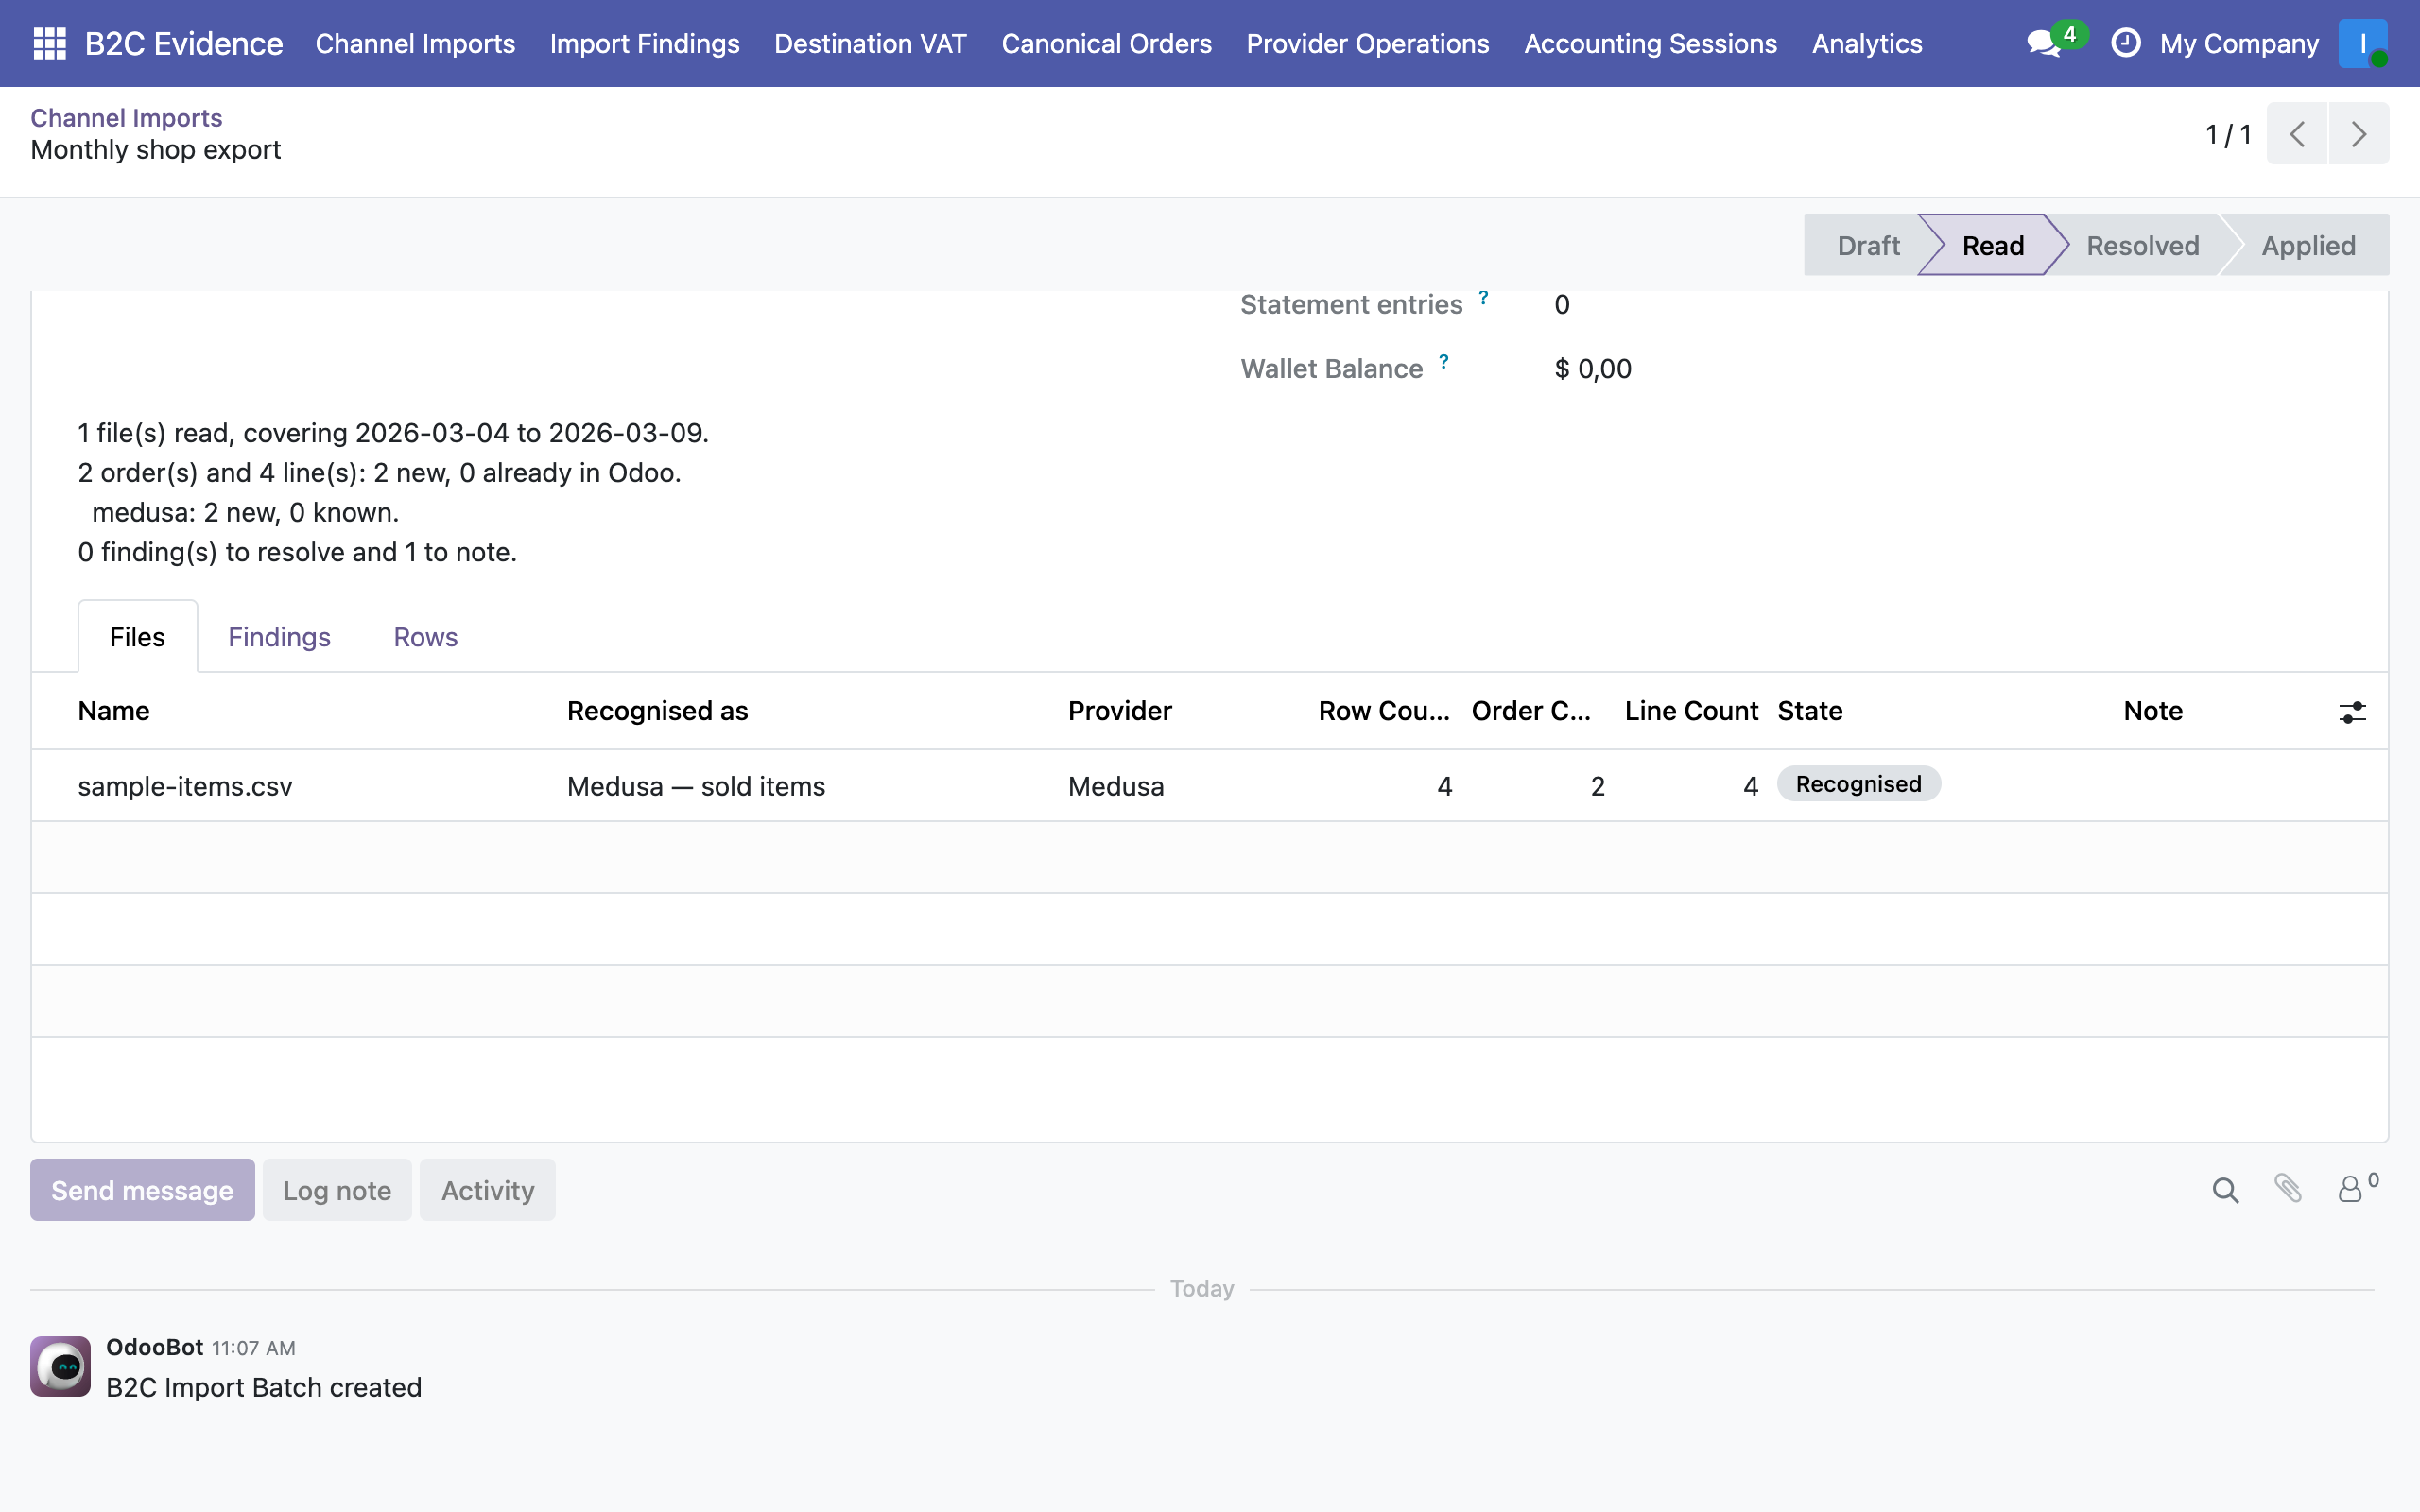 B2C Evidence Channel Imports Import Findings Destination VAT Canonical Orders Provider Operations Accounting Sessions Analytics 4 My Company I
Channel Imports
Monthly shop export
1 / 1
Draft Read Resolved Applied
Statement entries ? 0
Wallet Balance ? $ 0,00
1 file(s) read, covering 2026-03-04 to 2026-03-09.
2 order(s) and 4 line(s): 2 new, 0 already in Odoo.
medusa: 2 new, 0 known.
0 finding(s) to resolve and 1 to note.
Files Findings Rows
Name Recognised as Provider Row Cou... Order C... Line Count State Note
sample-items.csv Medusa — sold items Medusa 4 2 4 Recognised
Send message Log note Activity 0
Today
OdooBot 11:07 AM
B2C Import Batch created